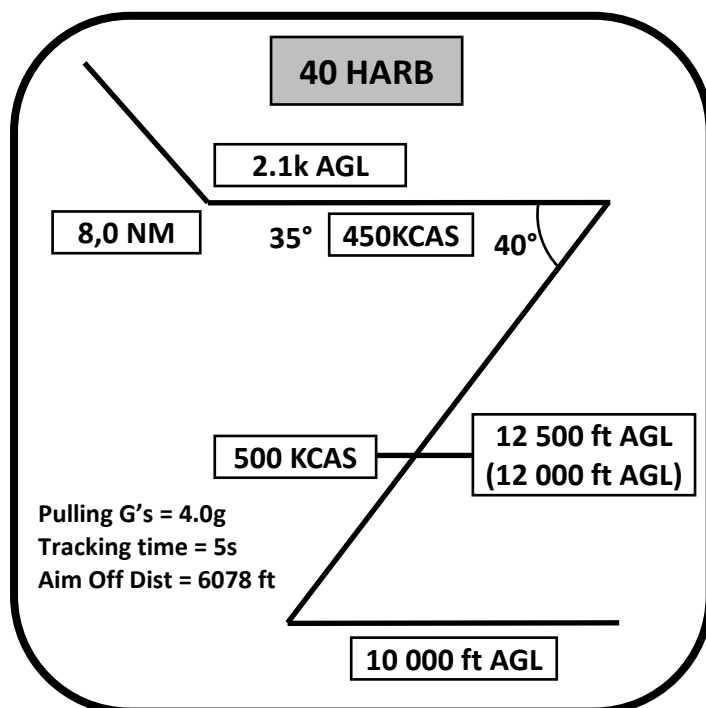 40 HARB
2.1k AGL
8,0 NM
35°
450KCAS
40°
500 KCAS
12 500 ft AGL
(12 000 ft AGL)
Pulling G's = 4.0g
Tracking time = 5s
Aim Off Dist = 6078 ft
10 000 ft AGL